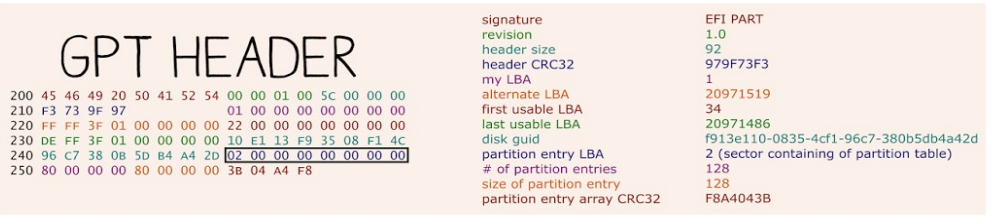 GPT HEADER
200 45 46 49 20 50 41 52 54 00 00 01 00 5C 00 00 00
210 F3 73 9F 97 01 00 00 00 00 00 00 00
220 FF FF 3F 01 00 00 00 00 22 00 00 00 00 00 00 00
230 DE FF 3F 01 00 00 00 00 10 E1 13 F9 35 08 F1 4C
240 96 C7 38 0B 5D B4 A4 2D 02 00 00 00 00 00 00 00
250 80 00 00 00 80 00 00 00 3B 04 A4 F8
signature EFI PART
revision 1.0
header size 92
header CRC32 979F73F3
my LBA 1
alternate LBA 20971519
first usable LBA 34
last usable LBA 20971486
disk guid f913e110-0835-4cf1-96c7-380b5db4a42d
partition entry LBA 2 (sector containing of partition table)
# of partition entries 128
size of partition entry 128
partition entry array CRC32 F8A4043B